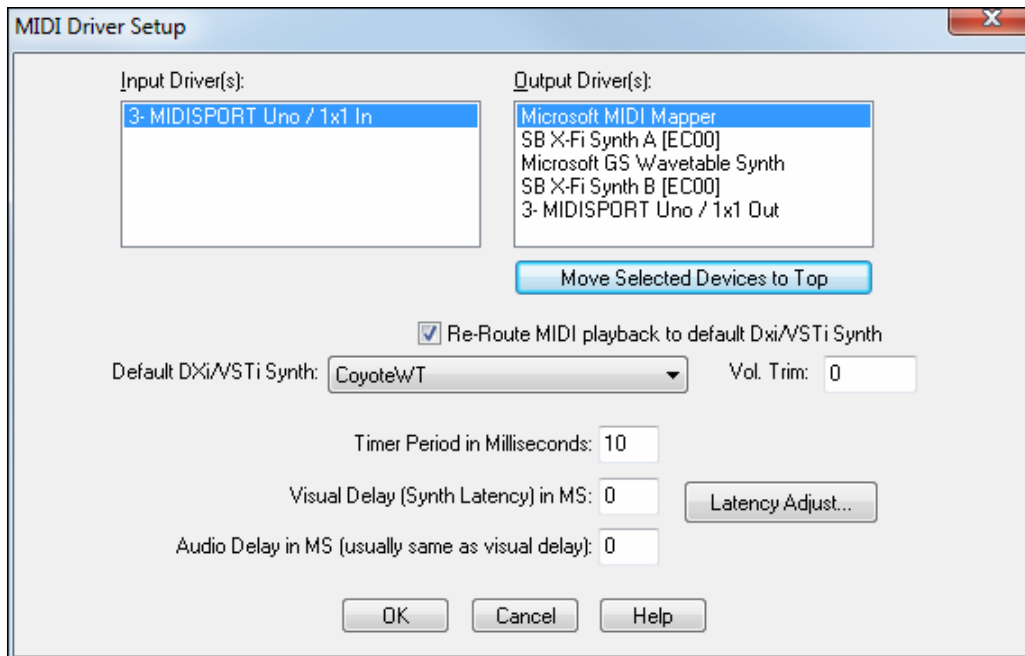 MIDI Driver Setup
Input Driver(s):
3- MIDISPORT Uno / 1x1 In
Output Driver(s):
Microsoft MIDI Mapper
SB X-Fi Synth A [EC00]
Microsoft GS Wavetable Synth
SB X-Fi Synth B [EC00]
3- MIDISPORT Uno / 1x1 Out
Move Selected Devices to Top
Re-Route MIDI playback to default Dxi/VSTi Synth
Default DXi/VSTi Synth: CoyoteWT Vol. Trim: 0
Timer Period in Milliseconds: 10
Visual Delay (Synth Latency) in MS: 0 Latency Adjust...
Audio Delay in MS (usually same as visual delay): 0
OK Cancel Help